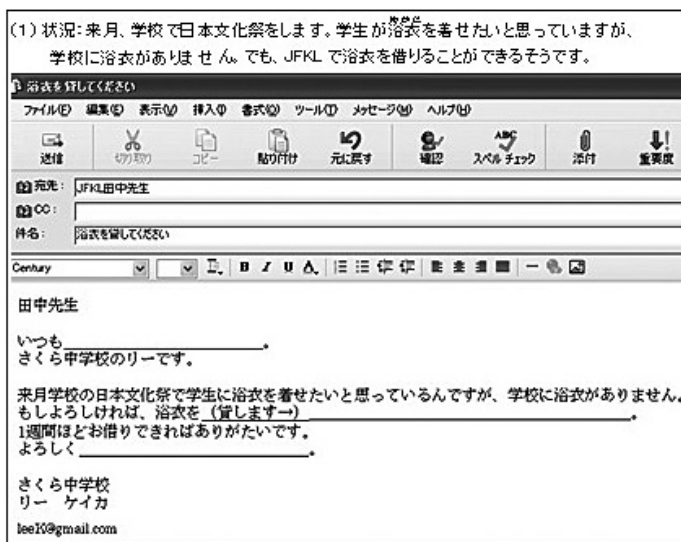 (1) 状況：来月、学校で日本文化祭をします。学生が浴衣を着せたいと思っていますが、
学校に浴衣がありません。でも、JFKLで浴衣を借りることができるそうです。
浴衣を貸してください
ファイル(F) 編集(E) 表示(V) 挿入(I) 書式(O) ツール(T) メッセージ(M) ヘルプ(H)
送信 切り取り コピー 貼り付け 元に戻す 確認 スペル チェック 添付 重要度
宛先： JFKL田中先生
CC：
件名： 浴衣を貸してください
Century
田中先生
いつも＿＿＿＿＿＿＿＿＿＿＿＿。
さくら中学校のリーです。
来月学校の日本文化祭で学生に浴衣を着せたいと思っているんですが、学校に浴衣がありません。
もしよろしければ、浴衣を（貸します→）＿＿＿＿＿＿＿＿＿＿＿＿＿＿＿＿＿＿。
1週間ほどお借りできればありがたいです。
よろしく＿＿＿＿＿＿＿＿＿＿＿＿＿。
さくら中学校
リー　ケイカ
leeK@gmail.com